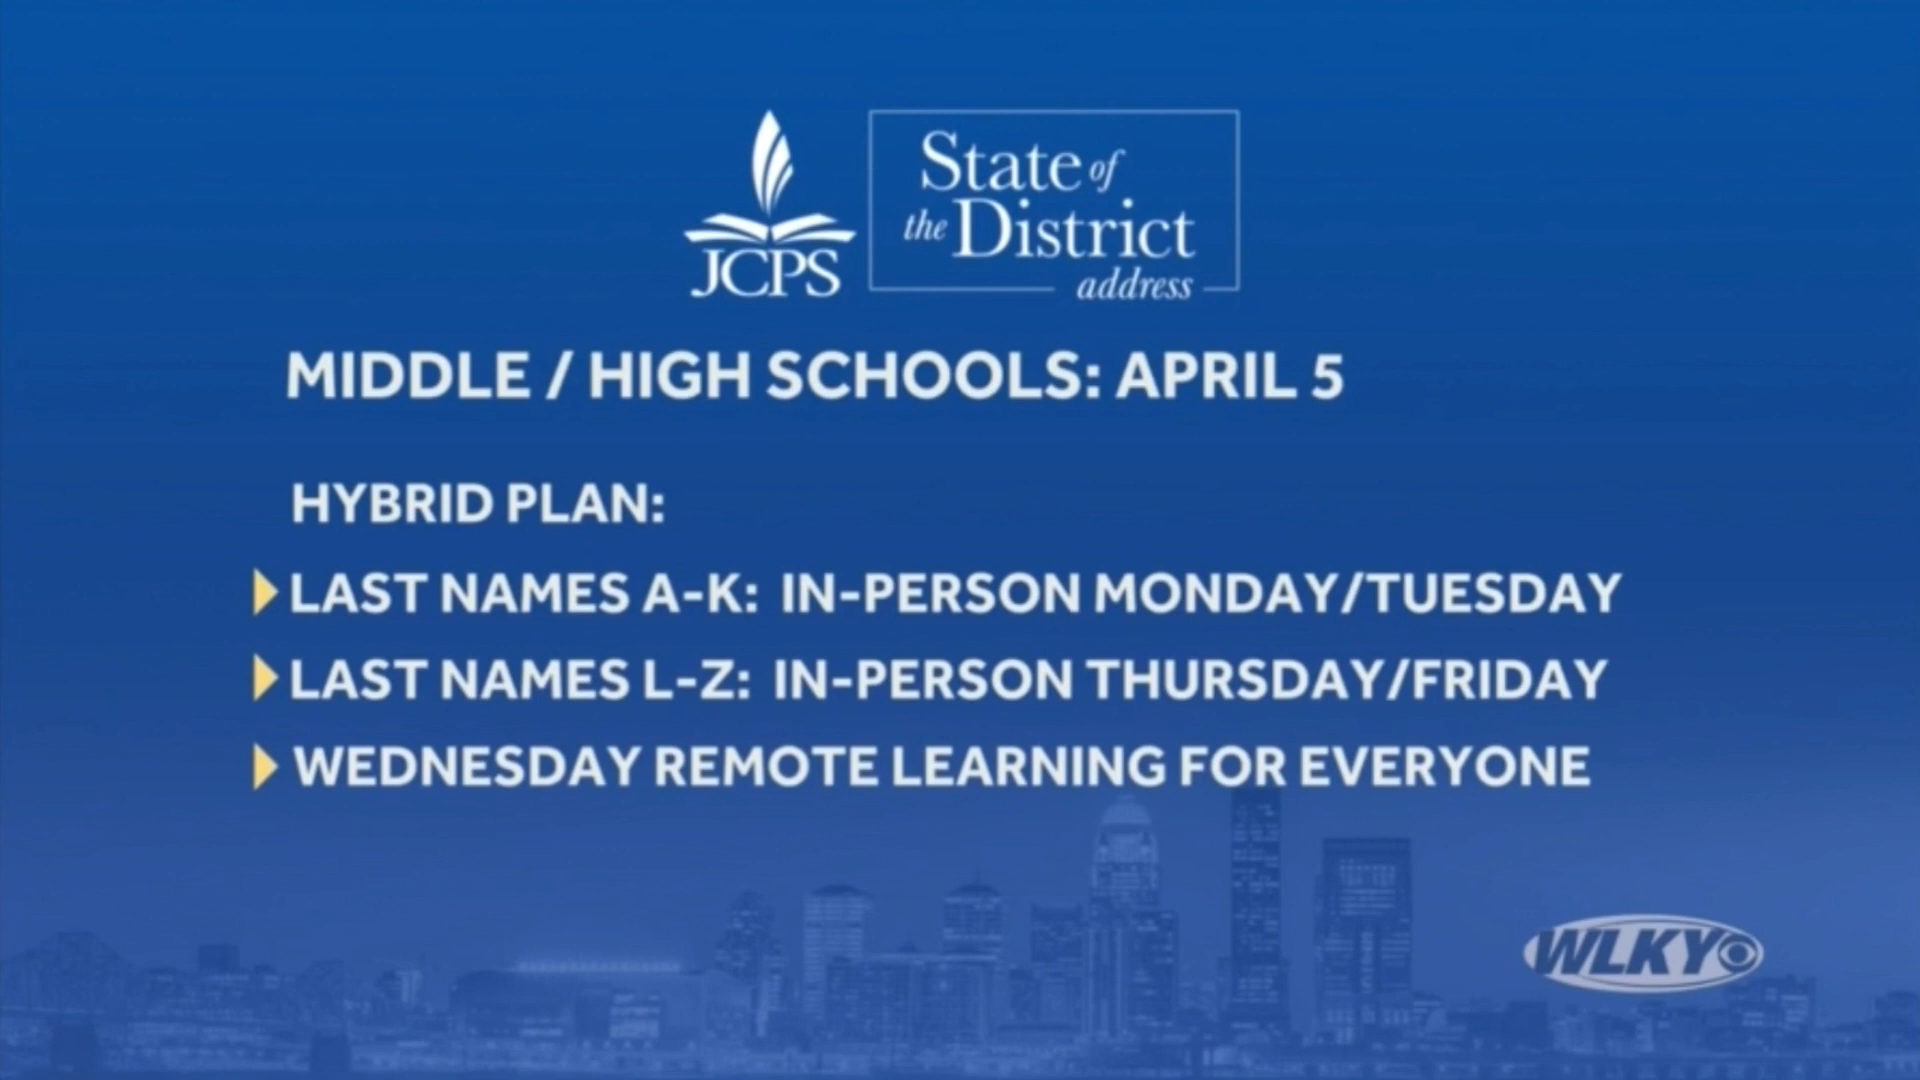 JCPS
State of
the District
address
MIDDLE / HIGH SCHOOLS: APRIL 5
HYBRID PLAN:
LAST NAMES A-K: IN-PERSON MONDAY/TUESDAY
LAST NAMES L-Z: IN-PERSON THURSDAY/FRIDAY
WEDNESDAY REMOTE LEARNING FOR EVERYONE
WLKY